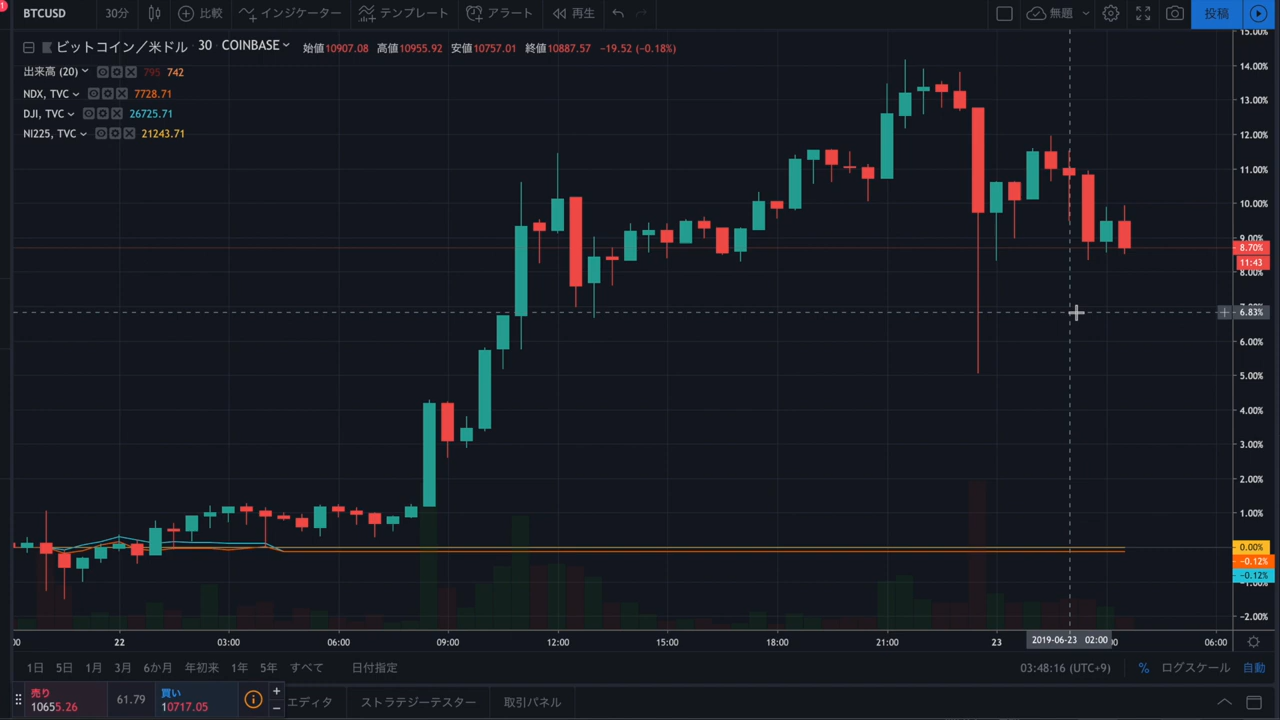 1
BTCUSD 30分 比較 インジケーター テンプレート アラート 再生 無題 投稿
ビットコイン／米ドル 30 COINBASE 始値10907.08 高値10955.92 安値10757.01 終値10887.57 −19.52 (−0.18%)
出来高 (20) 795 742
NDX, TVC 7728.71
DJI, TVC 26725.71
NI225, TVC 21243.71
15.00%
14.00%
13.00%
12.00%
11.00%
10.00%
9.00%
8.70%
11:43
8.00%
7.00%
6.83%
6.00%
5.00%
4.00%
3.00%
2.00%
1.00%
0.00%
−0.12%
−0.12%
−1.00%
−2.00%
22 03:00 06:00 09:00 12:00 15:00 18:00 21:00 23 2019-06-23 02:00 06:00
1日 5日 1月 3月 6か月 年初来 1年 5年 すべて 日付指定 03:48:16 (UTC+9) % ログスケール 自動
売り 10655.26 61.79 買い 10717.05 エディタ ストラテジーテスター 取引パネル